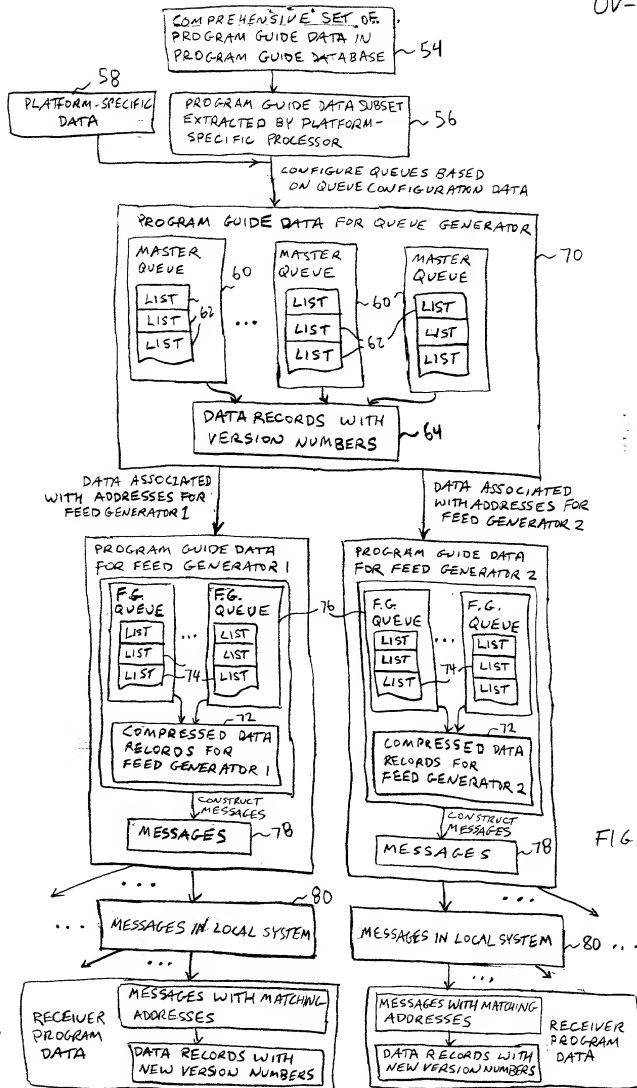 OV-
COMPREHENSIVE SET OF
PROGRAM GUIDE DATA IN
PROGRAM GUIDE DATABASE
54
58
PLATFORM-SPECIFIC
DATA
PROGRAM GUIDE DATA SUBSET
EXTRACTED BY PLATFORM-
SPECIFIC PROCESSOR
56
CONFIGURE QUEUES BASED
ON QUEUE CONFIGURATION DATA
PROGRAM GUIDE DATA FOR QUEUE GENERATOR
70
MASTER
QUEUE
60
LIST
LIST
62
LIST
...
MASTER
QUEUE
60
LIST
LIST
62
LIST
MASTER
QUEUE
LIST
LIST
LIST
DATA RECORDS WITH
VERSION NUMBERS
64
DATA ASSOCIATED
WITH ADDRESSES FOR
FEED GENERATOR 1
DATA ASSOCIATED
WITH ADDRESSES FOR
FEED GENERATOR 2
PROGRAM GUIDE DATA
FOR FEED GENERATOR 1
F.G.
QUEUE
LIST
LIST
LIST
...
F.G.
QUEUE
LIST
LIST
LIST
76
74
72
COMPRESSED DATA
RECORDS FOR
FEED GENERATOR 1
CONSTRUCT
MESSAGES
MESSAGES
78
PROGRAM GUIDE DATA
FOR FEED GENERATOR 2
F.G.
QUEUE
LIST
LIST
LIST
...
F.G.
QUEUE
LIST
LIST
LIST
74
72
COMPRESSED DATA
RECORDS FOR
FEED GENERATOR 2
CONSTRUCT
MESSAGES
MESSAGES
78
FIG.
...
...
80
MESSAGES IN LOCAL SYSTEM
...
MESSAGES IN LOCAL SYSTEM
80
...
...
...
RECEIVER
PROGRAM
DATA
MESSAGES WITH MATCHING
ADDRESSES
DATA RECORDS WITH
NEW VERSION NUMBERS
MESSAGES WITH MATCHING
ADDRESSES
DATA RECORDS WITH
NEW VERSION NUMBERS
RECEIVER
PROGRAM
DATA